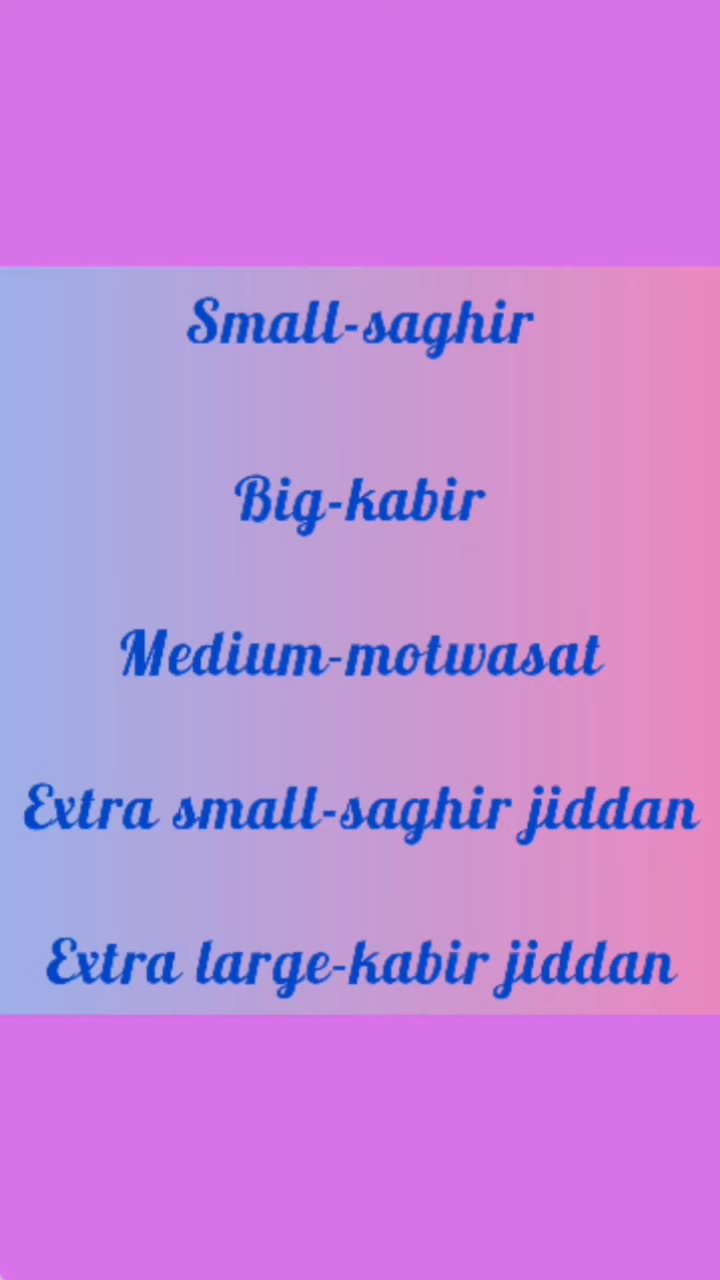 Small-saghir
Big-kabir
Medium-motwasat
Extra small-saghir jiddan
Extra large-kabir jiddan